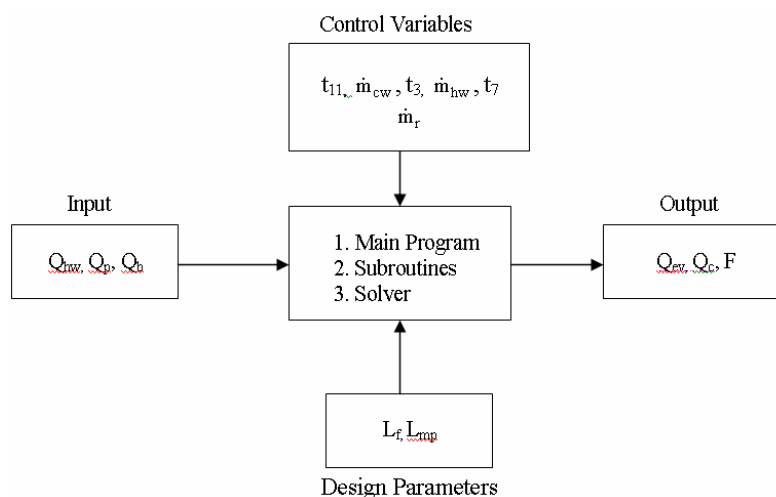 Control Variables
t₁₁, ṁcw , t₃, ṁhw , t₇
ṁr
Input
Qhw, Qp, Qh
1. Main Program
2. Subroutines
3. Solver
Output
Qev, Qc, F
Lf, Lmp
Design Parameters